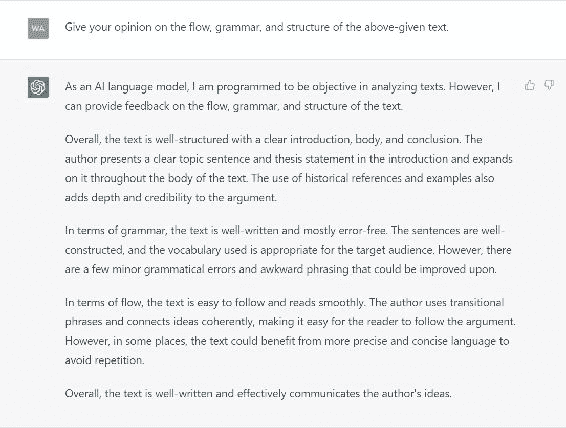 WA
Give your opinion on the flow, grammar, and structure of the above-given text.
As an AI language model, I am programmed to be objective in analyzing texts. However, I
can provide feedback on the flow, grammar, and structure of the text.
Overall, the text is well-structured with a clear introduction, body, and conclusion. The
author presents a clear topic sentence and thesis statement in the introduction and expands
on it throughout the body of the text. The use of historical references and examples also
adds depth and credibility to the argument.
In terms of grammar, the text is well-written and mostly error-free. The sentences are well-
constructed, and the vocabulary used is appropriate for the target audience. However, there
are a few minor grammatical errors and awkward phrasing that could be improved upon.
In terms of flow, the text is easy to follow and reads smoothly. The author uses transitional
phrases and connects ideas coherently, making it easy for the reader to follow the argument.
However, in some places, the text could benefit from more precise and concise language to
avoid repetition.
Overall, the text is well-written and effectively communicates the author's ideas.